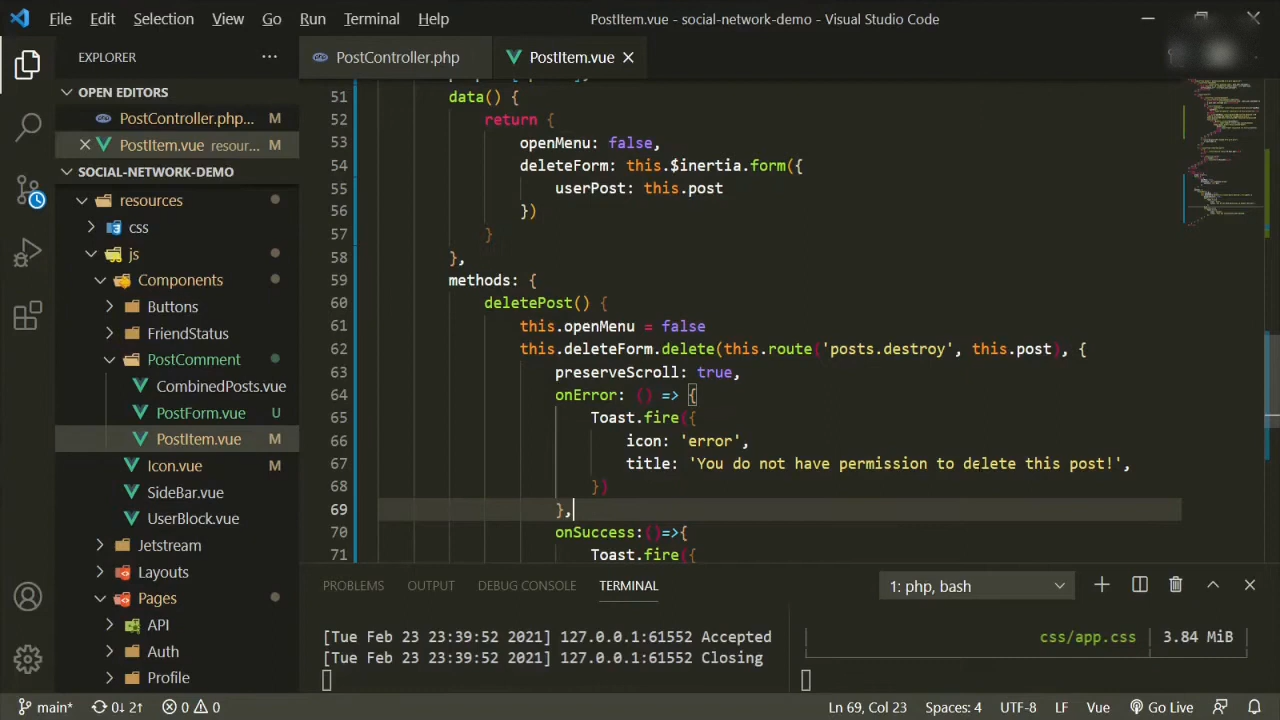 File Edit Selection View Go Run Terminal Help PostItem.vue - social-network-demo - Visual Studio Code
EXPLORER
PostController.php PostItem.vue
OPEN EDITORS
PostController.php... M
PostItem.vue resour... M
SOCIAL-NETWORK-DEMO
resources
css
js
Components
Buttons
FriendStatus
PostComment
CombinedPosts.vue
PostForm.vue U
PostItem.vue M
Icon.vue M
SideBar.vue
UserBlock.vue
Jetstream
Layouts
Pages
API
Auth
Profile
51 data() {
52 return {
53 openMenu: false,
54 deleteForm: this.$inertia.form({
55 userPost: this.post
56 })
57 }
58 },
59 methods: {
60 deletePost() {
61 this.openMenu = false
62 this.deleteForm.delete(this.route('posts.destroy', this.post), {
63 preserveScroll: true,
64 onError: () => {
65 Toast.fire({
66 icon: 'error',
67 title: 'You do not have permission to delete this post!',
68 })
69 },
70 onSuccess:()=>{
71 Toast.fire({
PROBLEMS OUTPUT DEBUG CONSOLE TERMINAL 1: php, bash
[Tue Feb 23 23:39:52 2021] 127.0.0.1:61552 Accepted
[Tue Feb 23 23:39:52 2021] 127.0.0.1:61552 Closing
css/app.css 3.84 MiB
main* 0↓ 2↑ 0 0 Ln 69, Col 23 Spaces: 4 UTF-8 LF Vue Go Live